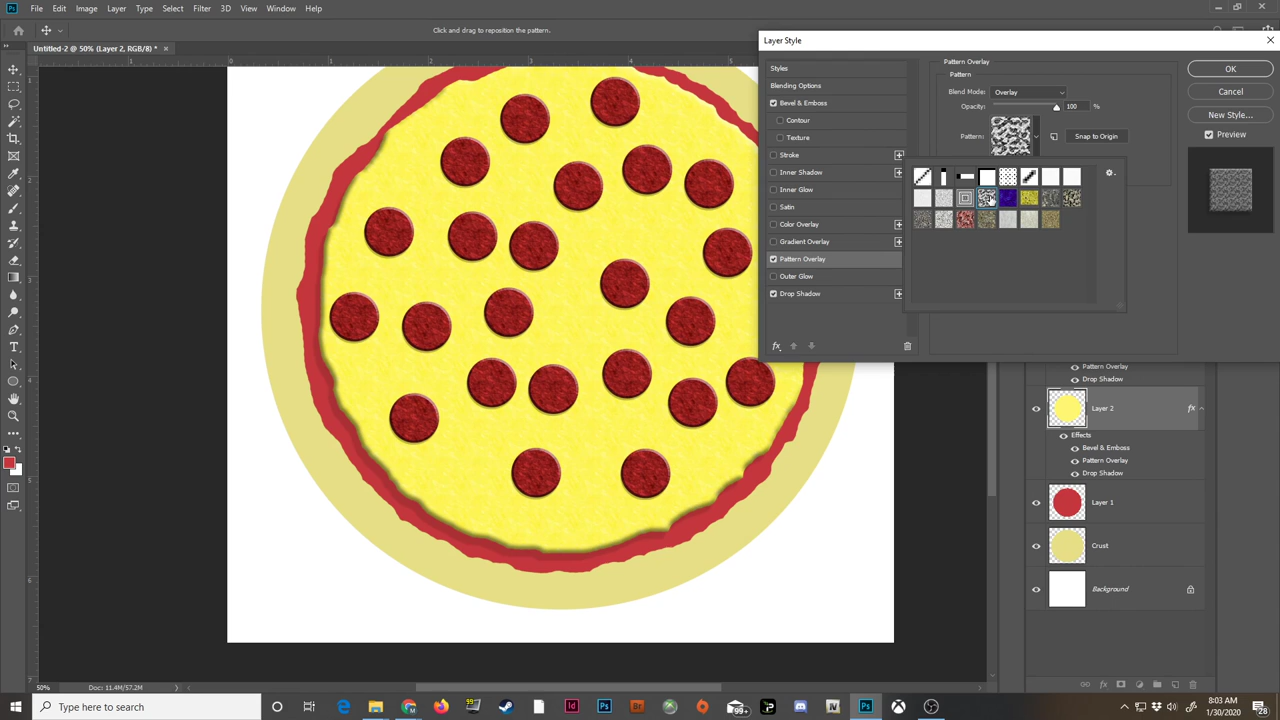 Ps File Edit Image Layer Type Select Filter 3D View Window Help
Click and drag to reposition the pattern.
Untitled-2 @ 50% (Layer 2, RGB/8) * ×
Layer Style
Styles
Blending Options
Bevel & Emboss
Contour
Texture
Stroke
Inner Shadow
Inner Glow
Satin
Color Overlay
Gradient Overlay
Pattern Overlay
Outer Glow
Drop Shadow
fx
Pattern Overlay
Pattern
Blend Mode: Overlay
Opacity: 100 %
Pattern: Snap to Origin
OK
Cancel
New Style...
Preview
Pattern Overlay
Drop Shadow
Layer 2 fx
Effects
Bevel & Emboss
Pattern Overlay
Drop Shadow
Layer 1
Crust
Background
50% Doc: 11.4M/57.2M
Type here to search
99+
8:03 AM
1/30/2020
28